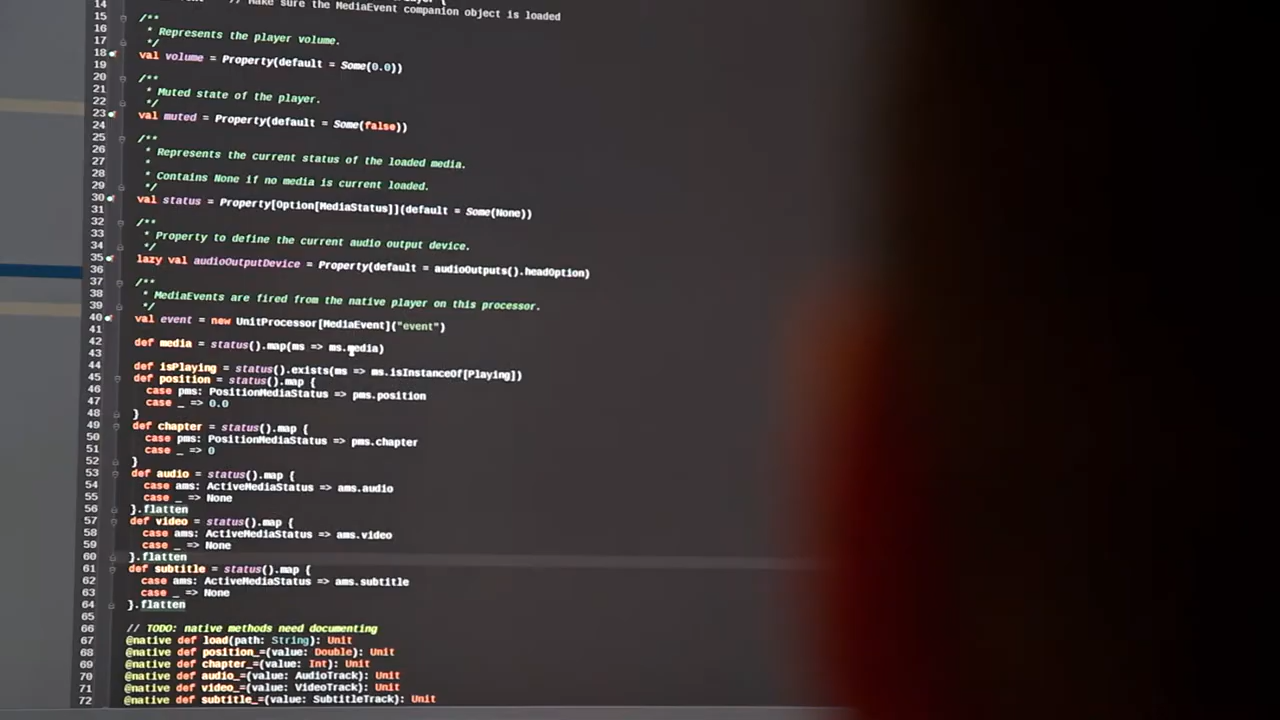 14 // Make sure the MediaEvent companion object is loaded
15 /**
16 * Represents the player volume.
17 */
18 val volume = Property(default = Some(0.0))
19
20 /**
21 * Muted state of the player.
22 */
23 val muted = Property(default = Some(false))
24
25 /**
26 * Represents the current status of the loaded media.
27 *
28 * Contains None if no media is current loaded.
29 */
30 val status = Property[Option[MediaStatus]](default = Some(None))
31
32 /**
33 * Property to define the current audio output device.
34 */
35 lazy val audioOutputDevice = Property(default = audioOutputs().headOption)
36
37 /**
38 * MediaEvents are fired from the native player on this processor.
39 */
40 val event = new UnitProcessor[MediaEvent]("event")
41
42 def media = status().map(ms => ms.media)
43
44 def isPlaying = status().exists(ms => ms.isInstanceOf[Playing])
45 def position = status().map {
46 case pms: PositionMediaStatus => pms.position
47 case _ => 0.0
48 }
49 def chapter = status().map {
50 case pms: PositionMediaStatus => pms.chapter
51 case _ => 0
52 }
53 def audio = status().map {
54 case ams: ActiveMediaStatus => ams.audio
55 case _ => None
56 }.flatten
57 def video = status().map {
58 case ams: ActiveMediaStatus => ams.video
59 case _ => None
60 }.flatten
61 def subtitle = status().map {
62 case ams: ActiveMediaStatus => ams.subtitle
63 case _ => None
64 }.flatten
65
66 // TODO: native methods need documenting
67 @native def load(path: String): Unit
68 @native def position_=(value: Double): Unit
69 @native def chapter_=(value: Int): Unit
70 @native def audio_=(value: AudioTrack): Unit
71 @native def video_=(value: VideoTrack): Unit
72 @native def subtitle_=(value: SubtitleTrack): Unit